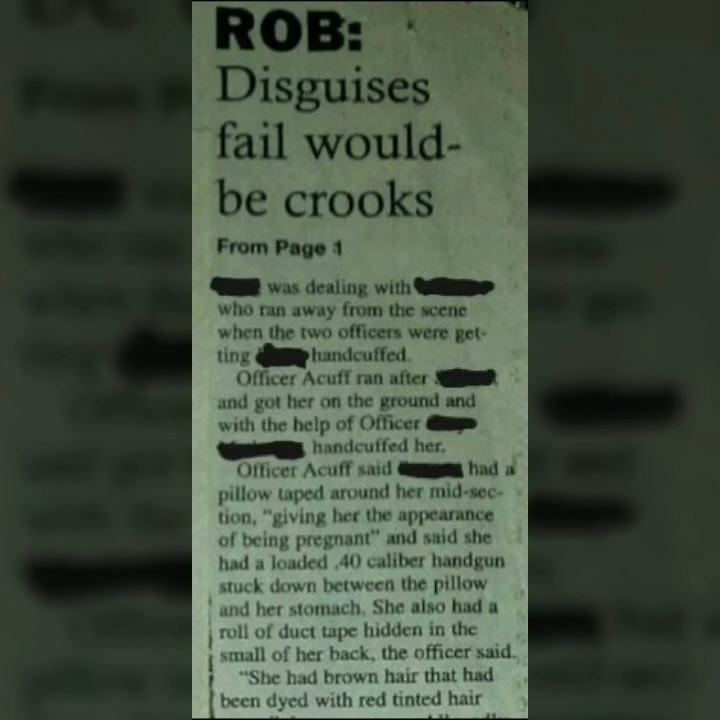 ROB:
Disguises
fail would-
be crooks
From Page 1
was dealing with
who ran away from the scene
when the two officers were get-
ting handcuffed.
Officer Acuff ran after
and got her on the ground and
with the help of Officer
handcuffed her.
Officer Acuff said had a
pillow taped around her mid-sec-
tion, "giving her the appearance
of being pregnant" and said she
had a loaded .40 caliber handgun
stuck down between the pillow
and her stomach. She also had a
roll of duct tape hidden in the
small of her back, the officer said.
"She had brown hair that had
been dyed with red tinted hair